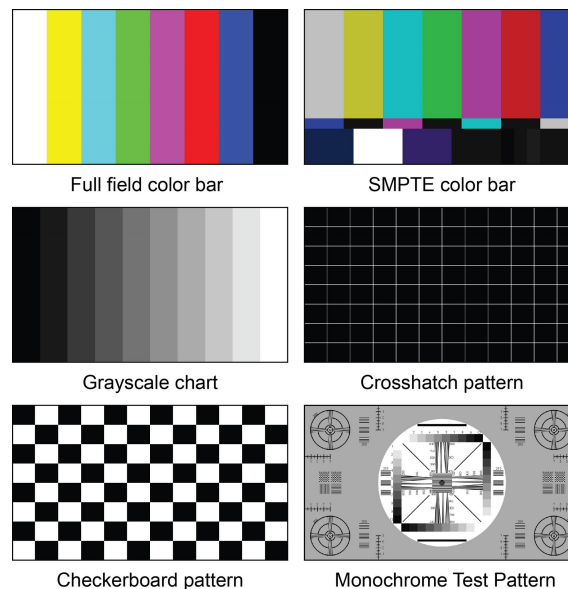 Full field color bar
SMPTE color bar
Grayscale chart
Crosshatch pattern
Checkerboard pattern
Monochrome Test Pattern